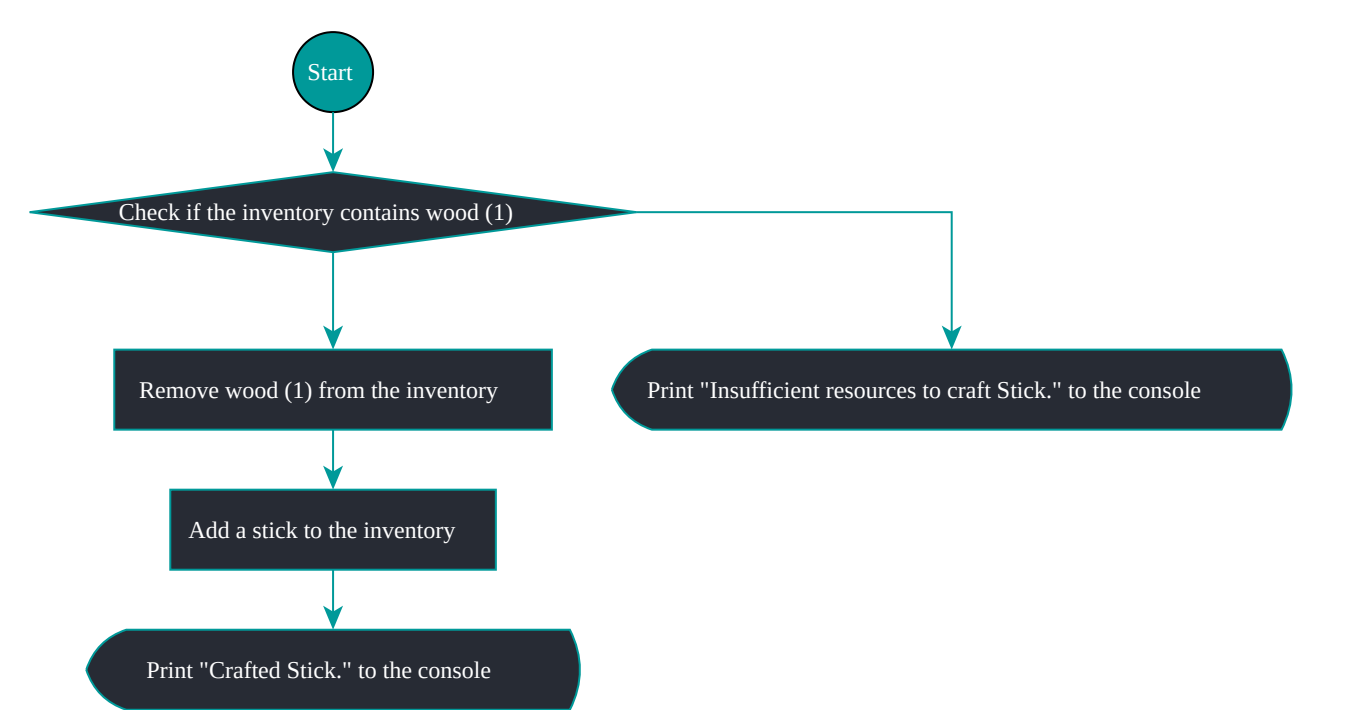 Start
Check if the inventory contains wood (1)
Remove wood (1) from the inventory
Print "Insufficient resources to craft Stick." to the console
Add a stick to the inventory
Print "Crafted Stick." to the console